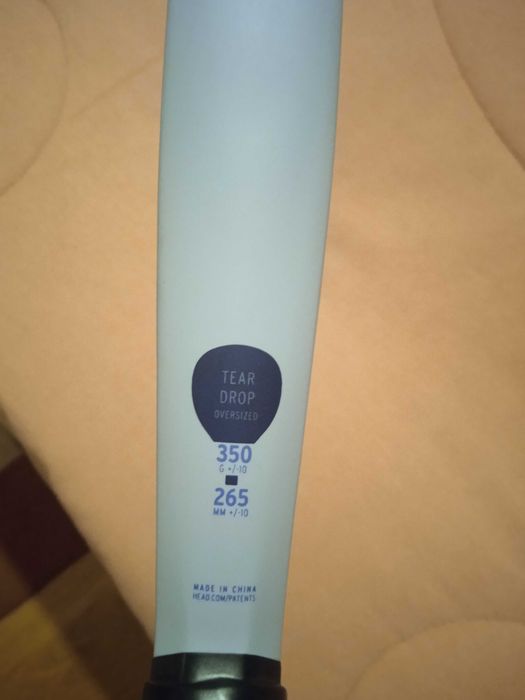 TEAR
DROP
OVERSIZED
350
G +/-10
265
MM +/-10
MADE IN CHINA
HEAD.COM/PATENTS